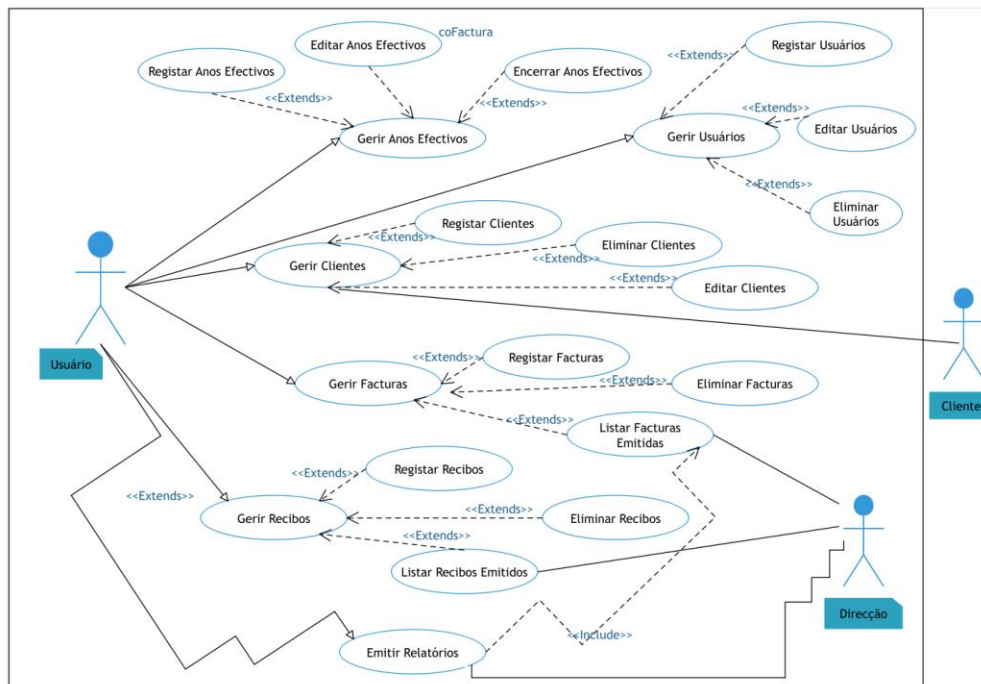 coFactura
Editar Anos Efectivos
Registar Usuários
Registar Anos Efectivos
Encerrar Anos Efectivos
<<Extends>>
<<Extends>>
<<Extends>>
<<Extends>>
Gerir Anos Efectivos
Gerir Usuários
Editar Usuários
<<Extends>>
Eliminar
Usuários
Registar Clientes
<<Extends>>
Eliminar Clientes
Gerir Clientes
<<Extends>>
<<Extends>>
Editar Clientes
Usuário
Registar Facturas
<<Extends>>
Gerir Facturas
<<Extends>>
Eliminar Facturas
Cliente
<<Extends>>
Listar Facturas
Emitidas
Registar Recibos
<<Extends>>
<<Extends>>
Gerir Recibos
<<Extends>>
Eliminar Recibos
<<Extends>>
Listar Recibos Emitidos
Direcção
<<Include>>
Emitir Relatórios